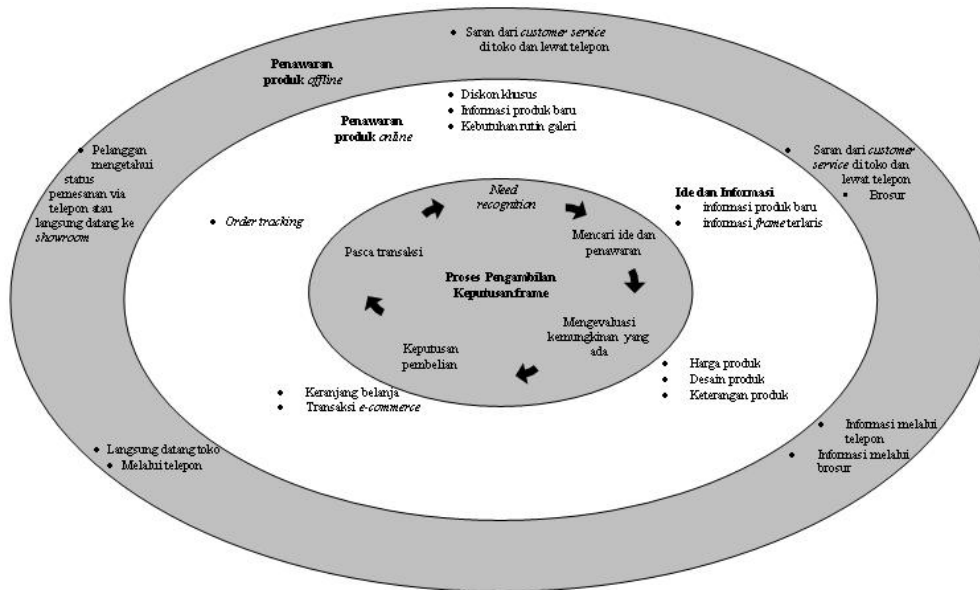 • Saran dari customer service
di toko dan lewat telepon
Penawaran
produk offline
• Diskon khusus
• Informasi produk baru
• Kebutuhan rutin galeri
Penawaran
produk online
• Pelanggan
mengetahui
status
pemesanan via
telepon atau
langsung datang ke
showroom
• Saran dari customer
service di toko dan
lewat telepon
• Brosur
Ide dan Informasi
• informasi produk baru
• informasi frame terlaris
• Order tracking
Need
recognition
Mencari ide dan
penawaran
Pasca transaksi
Proses Pengambilan
Keputusan frame
Mengevaluasi
kemungkinan yang
ada
Keputusan
pembelian
• Harga produk
• Desain produk
• Keterangan produk
• Keranjang belanja
• Transaksi e-commerce
• Informasi melalui
telepon
• Informasi melalui
brosur
• Langsung datang toko
• Melalui telepon